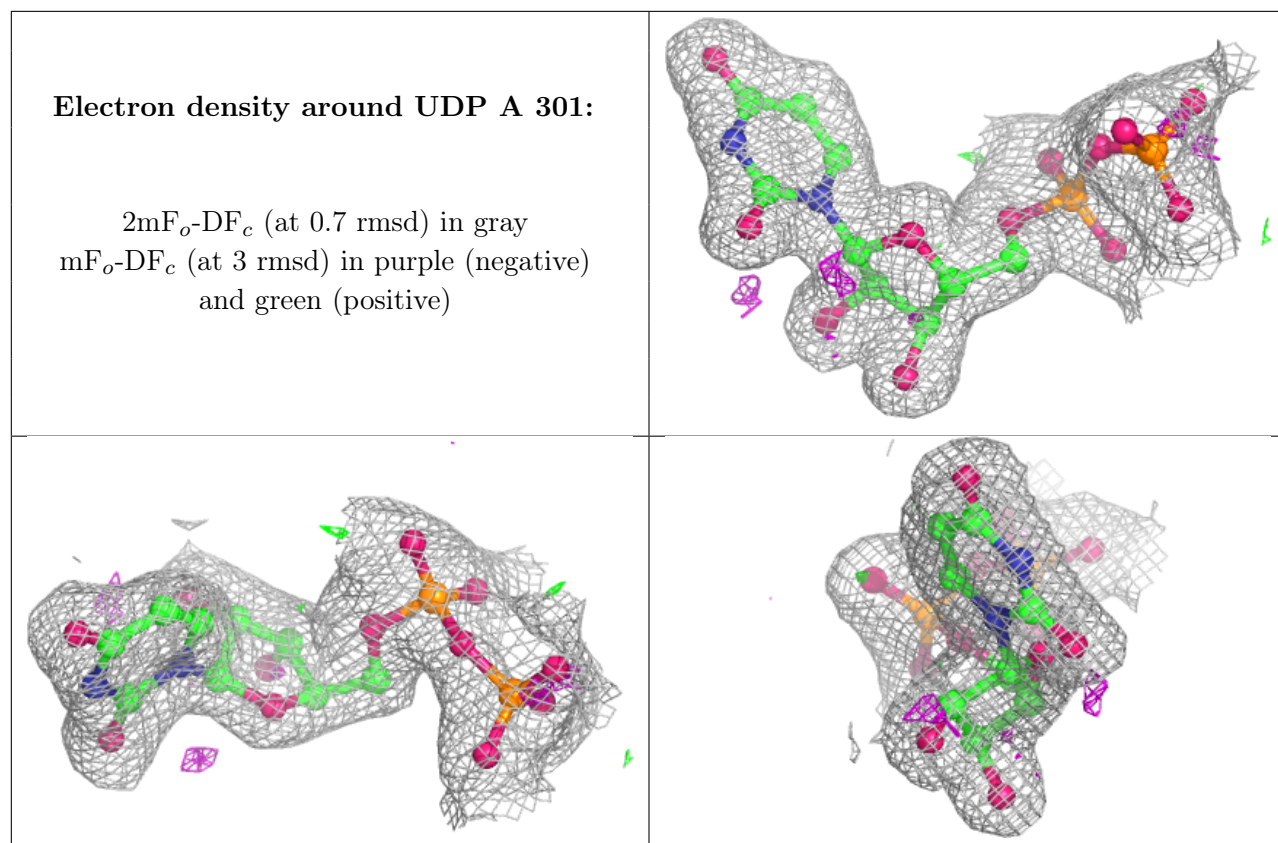 Electron density around UDP A 301:
2mFo-DFc (at 0.7 rmsd) in gray
mFo-DFc (at 3 rmsd) in purple (negative)
and green (positive)